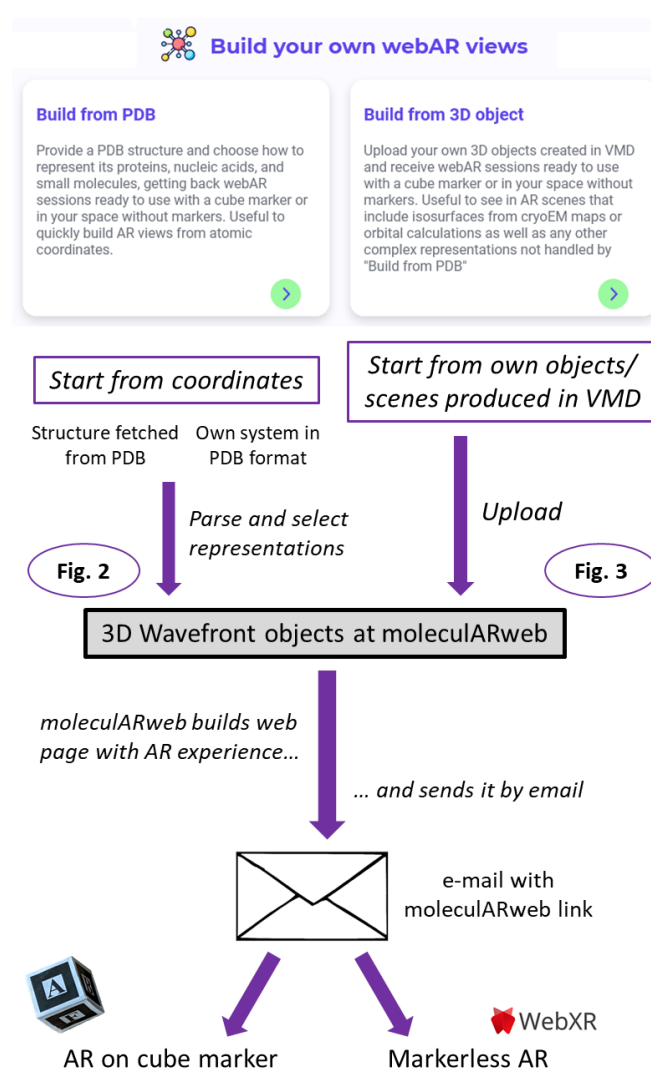 Build your own webAR views
Build from PDB
Provide a PDB structure and choose how to
represent its proteins, nucleic acids, and
small molecules, getting back webAR
sessions ready to use with a cube marker or
in your space without markers. Useful to
quickly build AR views from atomic
coordinates.
Build from 3D object
Upload your own 3D objects created in VMD
and receive webAR sessions ready to use
with a cube marker or in your space without
markers. Useful to see in AR scenes that
include isosurfaces from cryoEM maps or
orbital calculations as well as any other
complex representations not handled by
"Build from PDB"
Start from coordinates
Start from own objects/
scenes produced in VMD
Structure fetched
from PDB
Own system in
PDB format
Parse and select
representations
Upload
Fig. 2
Fig. 3
3D Wavefront objects at moleculARweb
moleculARweb builds web
page with AR experience…
… and sends it by email
e-mail with
moleculARweb link
A
WebXR
AR on cube marker
Markerless AR